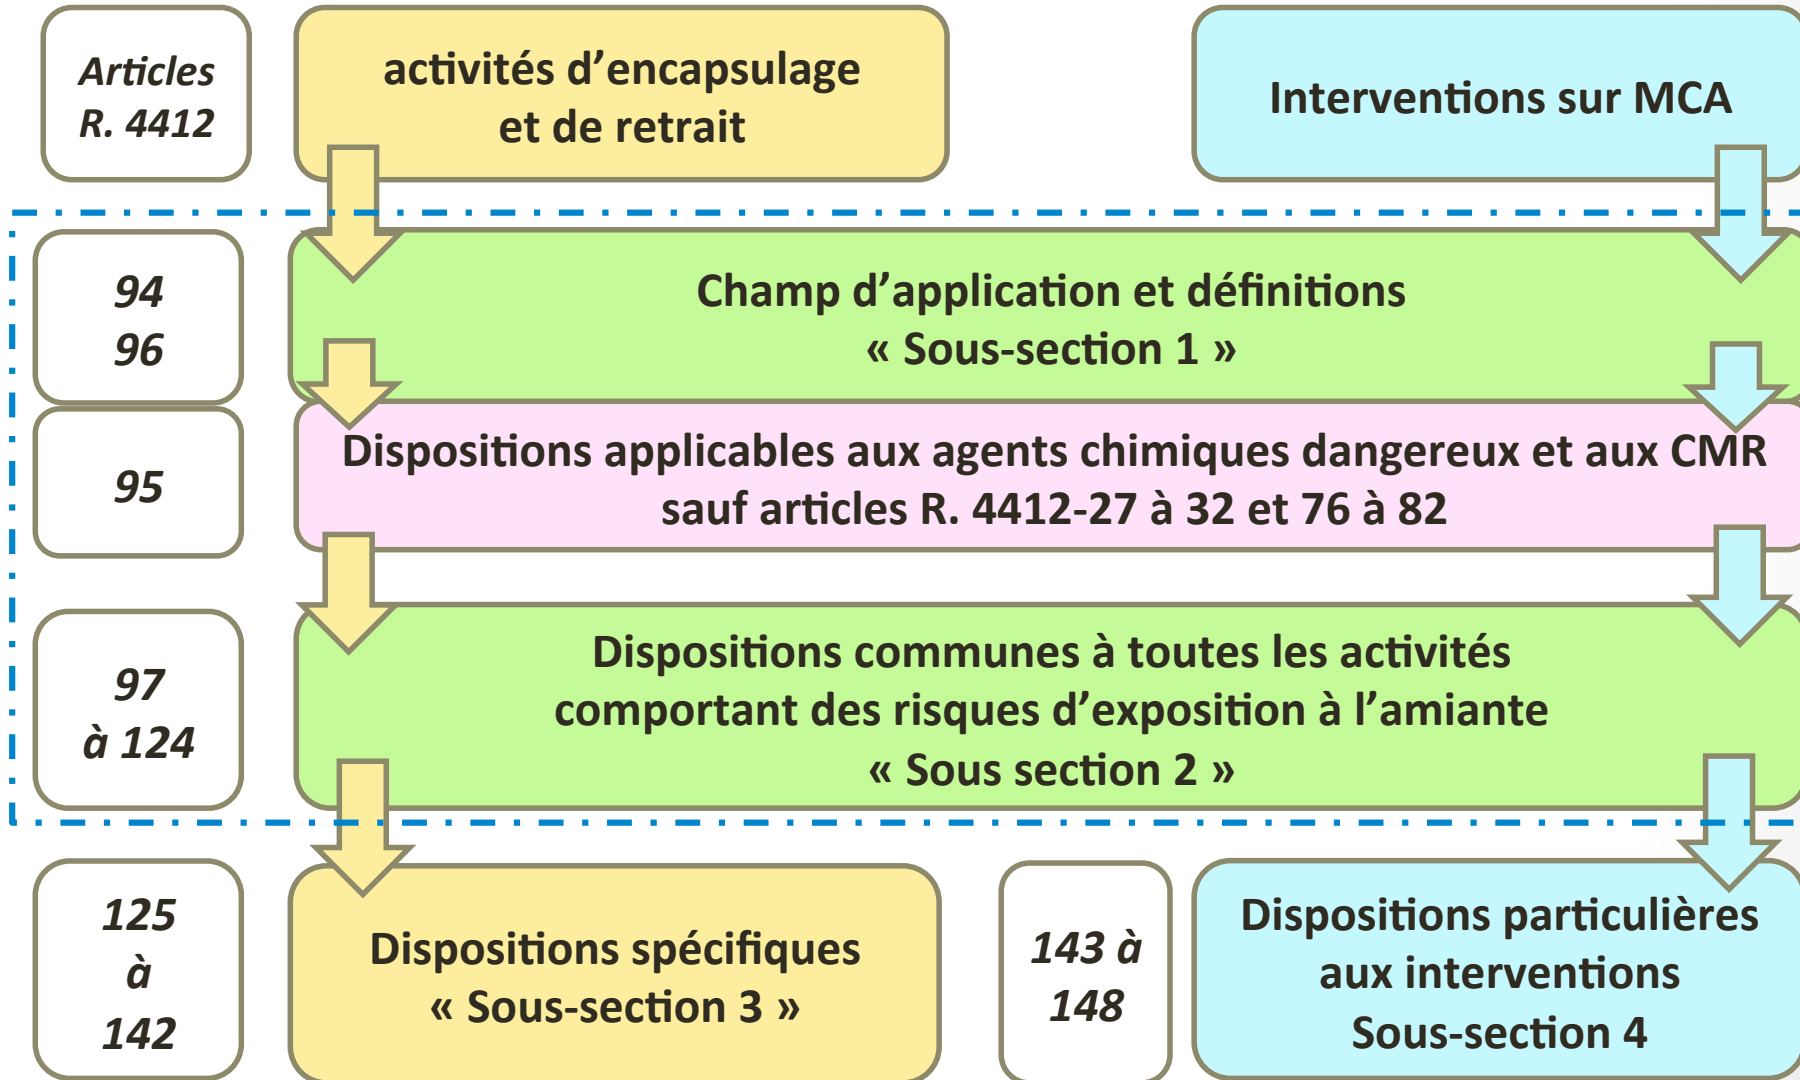 Articles
R. 4412
activités d’encapsulage
et de retrait
Interventions sur MCA
94
96
Champ d’application et définitions
« Sous-section 1 »
95
Dispositions applicables aux agents chimiques dangereux et aux CMR
sauf articles R. 4412-27 à 32 et 76 à 82
97
à 124
Dispositions communes à toutes les activités
comportant des risques d’exposition à l’amiante
« Sous section 2 »
125
à
142
Dispositions spécifiques
« Sous-section 3 »
143 à
148
Dispositions particulières
aux interventions
Sous-section 4